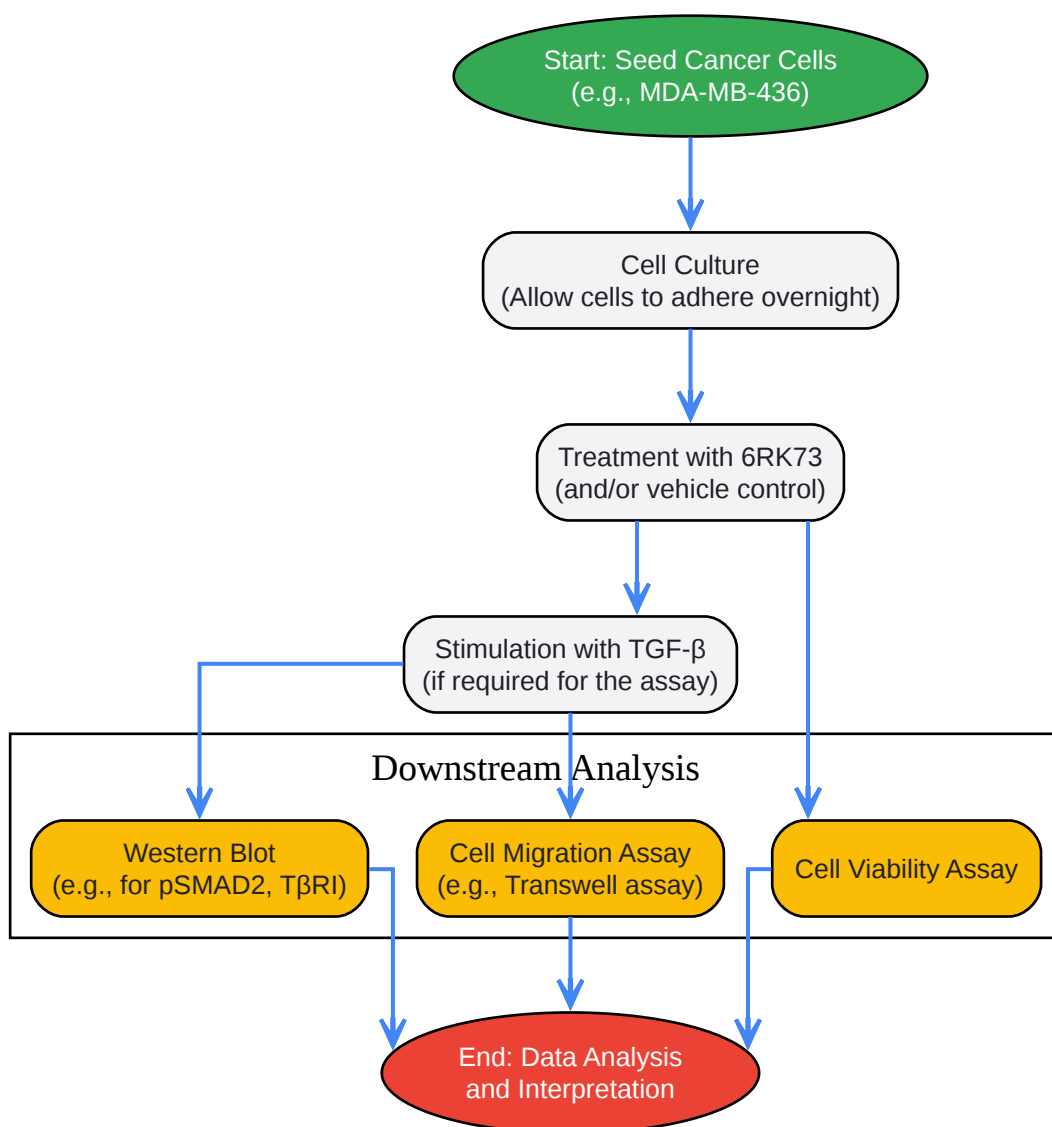 Start: Seed Cancer Cells
(e.g., MDA-MB-436)
Cell Culture
(Allow cells to adhere overnight)
Treatment with 6RK73
(and/or vehicle control)
Stimulation with TGF-β
(if required for the assay)
Downstream Analysis
Western Blot
(e.g., for pSMAD2, TβRI)
Cell Migration Assay
(e.g., Transwell assay)
Cell Viability Assay
End: Data Analysis
and Interpretation